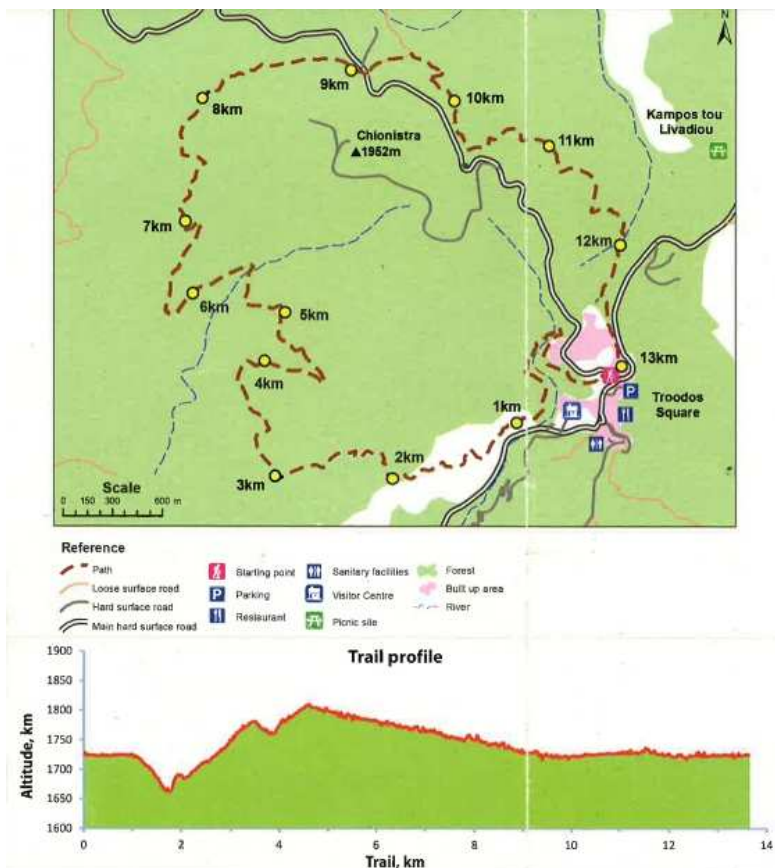 N
9km
8km
10km
Kampos tou
Livadiou
Chionistra
▲1952m
11km
7km
12km
6km
5km
13km
4km
Troodos
Square
1km
2km
3km
Scale
0 150 300 600 m
Reference
Path
Loose surface road
Hard surface road
Main hard surface road
Starting point
P Parking
Restaurant
Sanitary facilities
Visitor Centre
Picnic site
Forest
Built up area
River
P
Trail profile
Altitude, km
1900
1850
1800
1750
1700
1650
1600
0 2 4 6 8 10 12 14
Trail, km